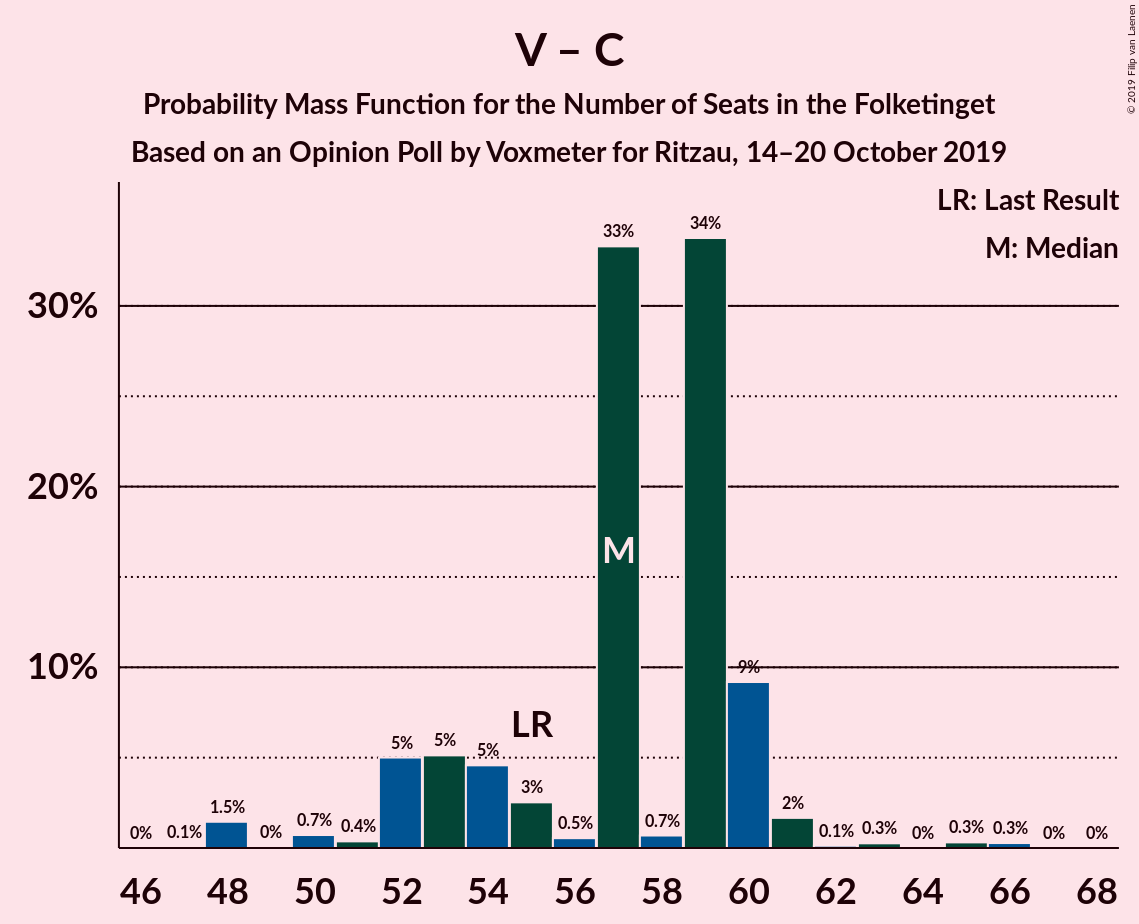 V – C
Probability Mass Function for the Number of Seats in the Folketinget
Based on an Opinion Poll by Voxmeter for Ritzau, 14–20 October 2019
© 2019 Filip van Laenen
LR: Last Result
M: Median
30%
20%
10%
0%
0.1%
1.5%
0%
0.7%
0.4%
5%
5%
5%
3%
0.5%
33%
0.7%
34%
9%
2%
0.1%
0.3%
0%
0.3%
0.3%
0%
0%
LR
M
46 48 50 52 54 56 58 60 62 64 66 68